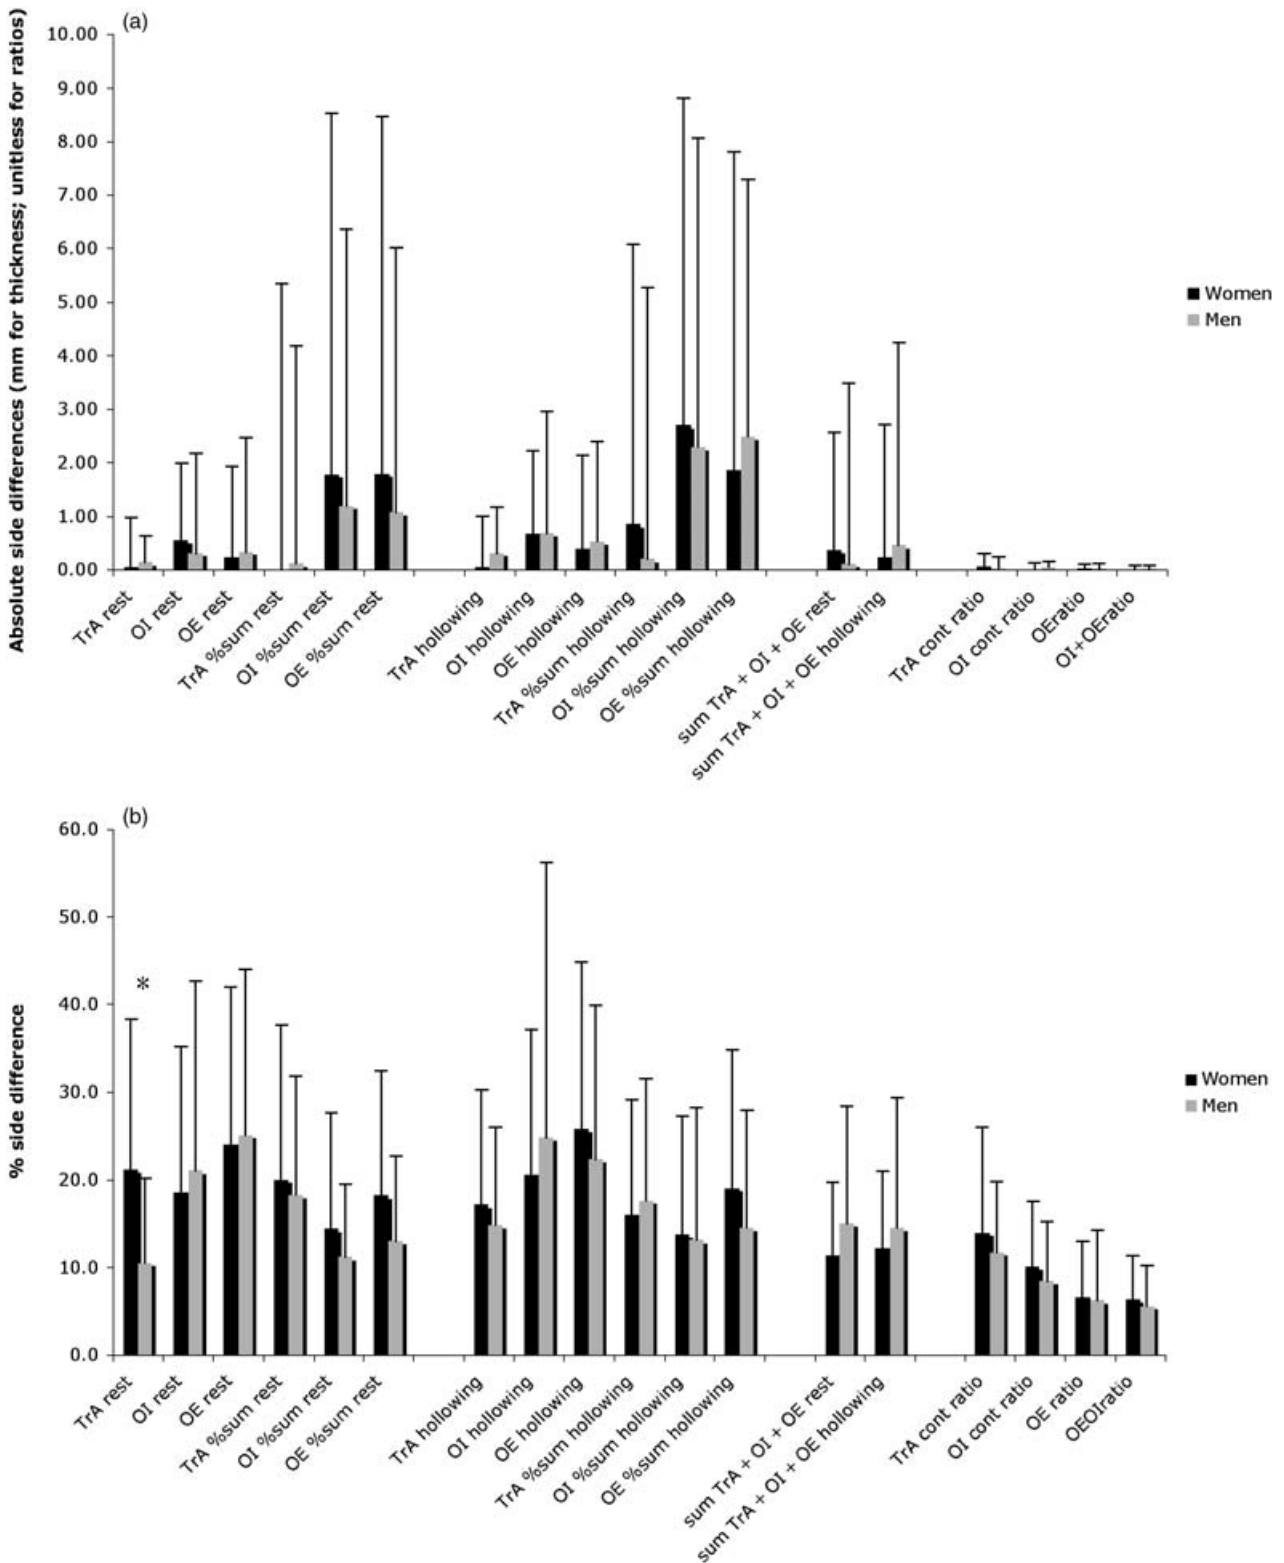 (a)
Absolute side differences (mm for thickness; unitless for ratios)
10.00
9.00
8.00
7.00
6.00
5.00
4.00
3.00
2.00
1.00
0.00
Women
Men
TrA rest
OI rest
OE rest
TrA %sum rest
OI %sum rest
OE %sum rest
TrA hollowing
OI hollowing
OE hollowing
TrA %sum hollowing
OI %sum hollowing
OE %sum hollowing
sum TrA + OI + OE rest
sum TrA + OI + OE hollowing
TrA cont ratio
OI cont ratio
OEratio
OI+OEratio
(b)
% side difference
60.0
50.0
40.0
30.0
20.0
10.0
0.0
*
Women
Men
TrA rest
OI rest
OE rest
TrA %sum rest
OI %sum rest
OE %sum rest
TrA hollowing
OI hollowing
OE hollowing
TrA %sum hollowing
OI %sum hollowing
OE %sum hollowing
sum TrA + OI + OE rest
sum TrA + OI + OE hollowing
TrA cont ratio
OI cont ratio
OE ratio
OEOIratio